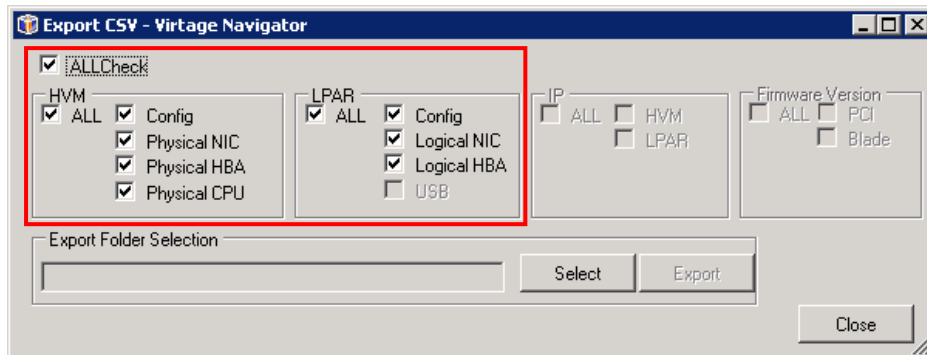 Export CSV - Virtage Navigator
ALLCheck
HVM LPAR IP Firmware Version
ALL Config ALL Config ALL HVM ALL PCI
Physical NIC Logical NIC LPAR Blade
Physical HBA Logical HBA
Physical CPU USB
Export Folder Selection
Select Export
Close